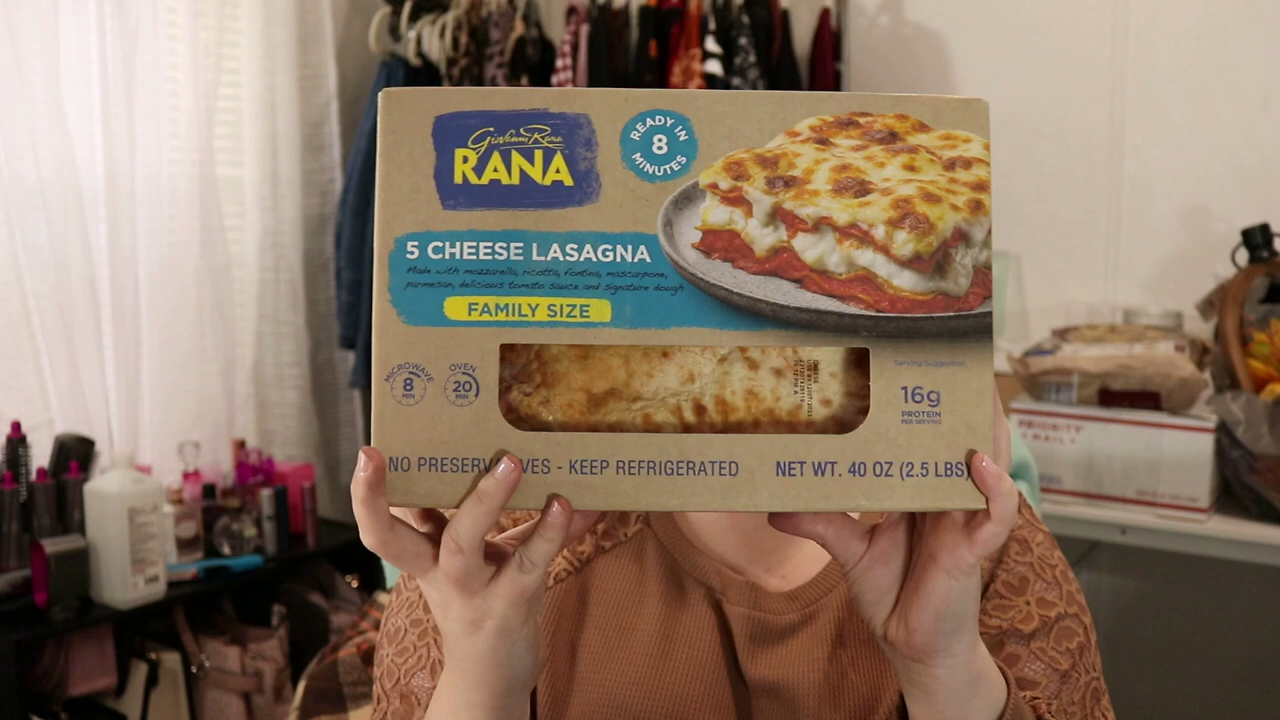 Giovanni Rana
RANA
READY IN
8
MINUTES
5 CHEESE LASAGNA
Made with mozzarella, ricotta, fontina, mascarpone,
parmesan, delicious tomato sauce and signature dough
FAMILY SIZE
MICROWAVE
8
MIN
OVEN
20
MIN
Serving Suggestion
16g
PROTEIN
PER SERVING
NO PRESERV VES - KEEP REFRIGERATED
NET WT. 40 OZ (2.5 LBS)
PRIORITY
MAIL